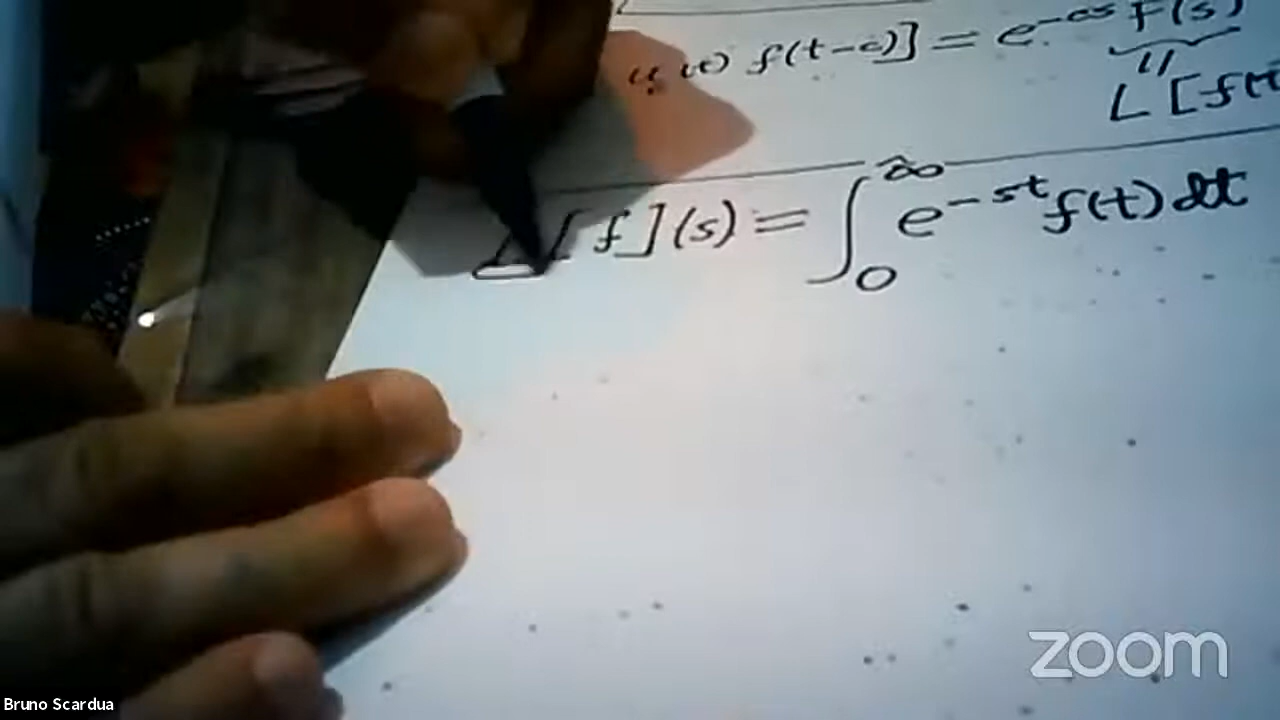 u (t) f(t-c)] = e^{-cs} F(s)
L [f(t
L[f](s) = ∫_0^∞ e^{-st} f(t) dt
zoom
Bruno Scardua